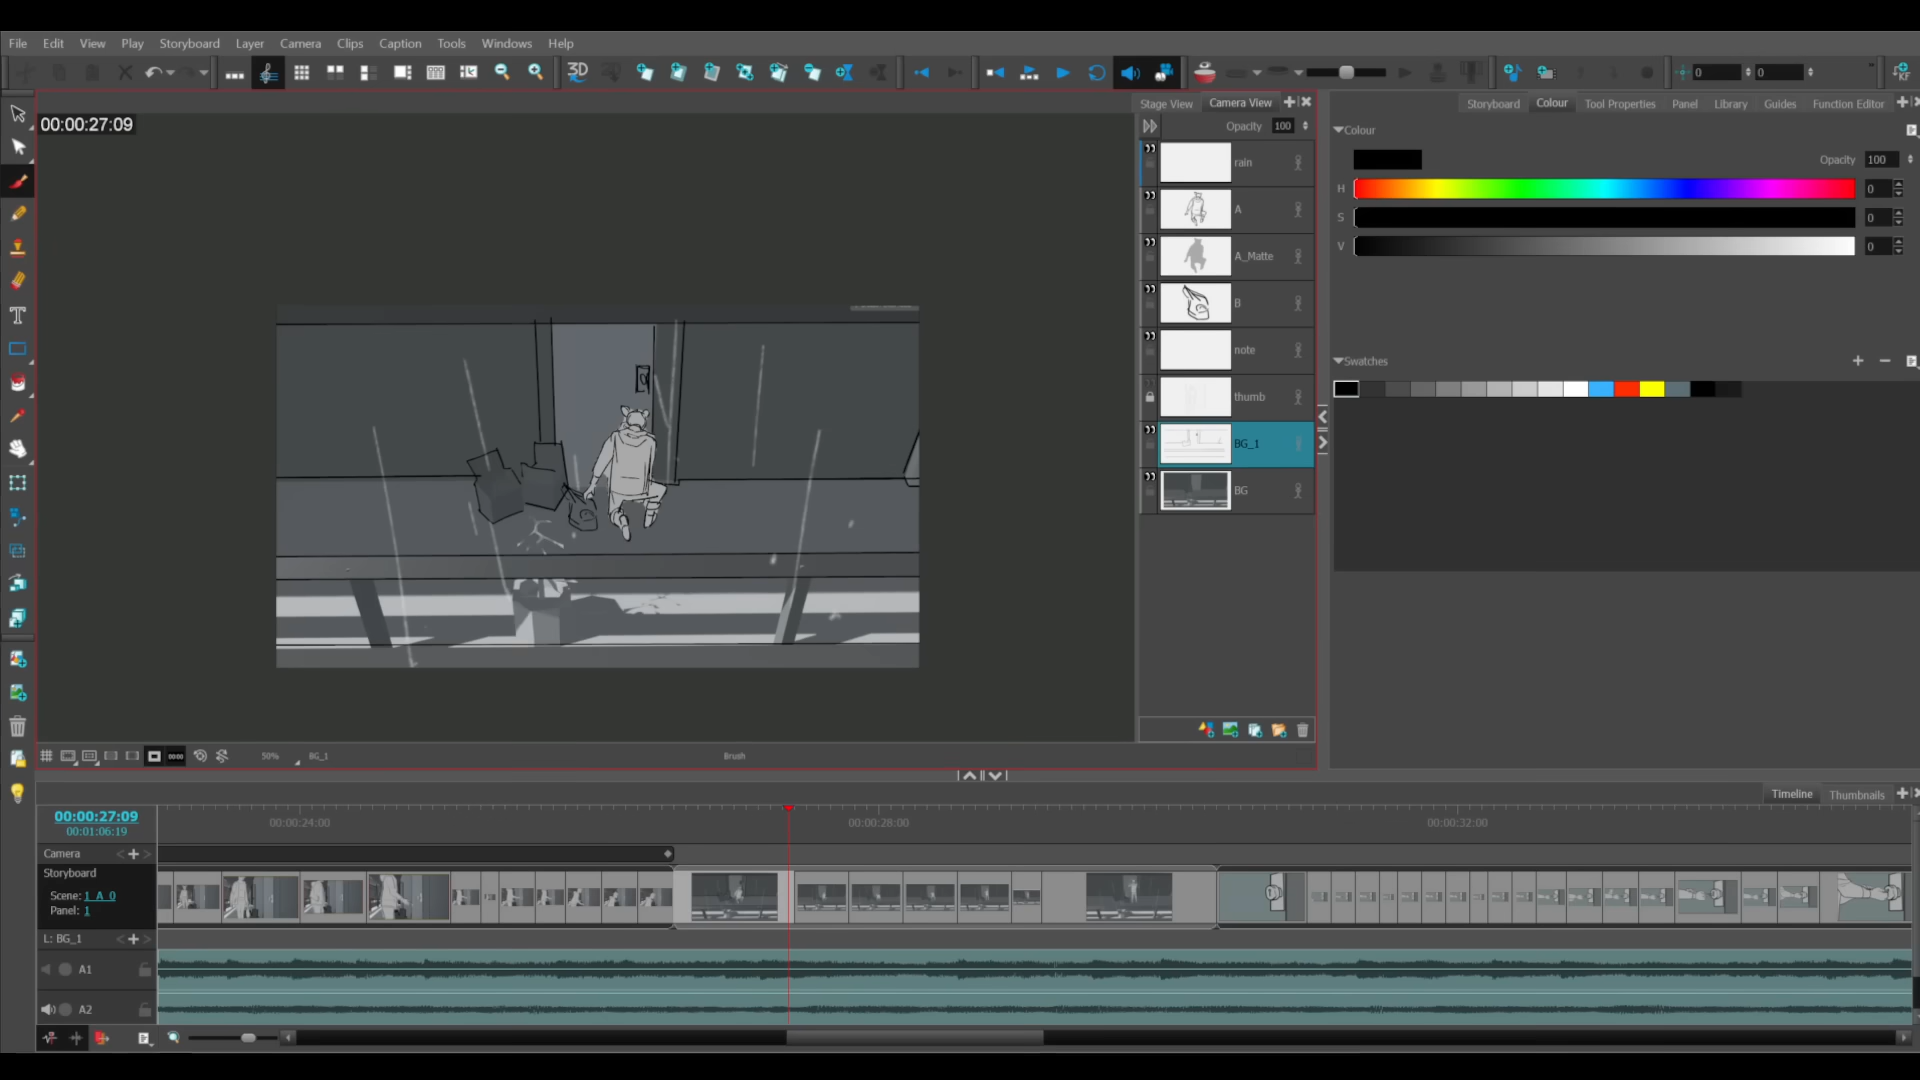 File Edit View Play Storyboard Layer Camera Clips Caption Tools Windows Help
3D
0 0
KF
00:00:27:09
Stage View Camera View
Opacity 100
rain
A
A_Matte
B
note
thumb
BG_1
BG
Storyboard Colour Tool Properties Panel Library Guides Function Editor
Colour
Opacity 100
H 0
S 0
V 0
Swatches
50% BG_1 Brush
Timeline Thumbnails
00:00:27:09
00:01:06:19
00:00:24:00 00:00:28:00 00:00:32:00
Camera
Storyboard
Scene: 1_A_0
Panel: 1
L: BG_1
A1
A2